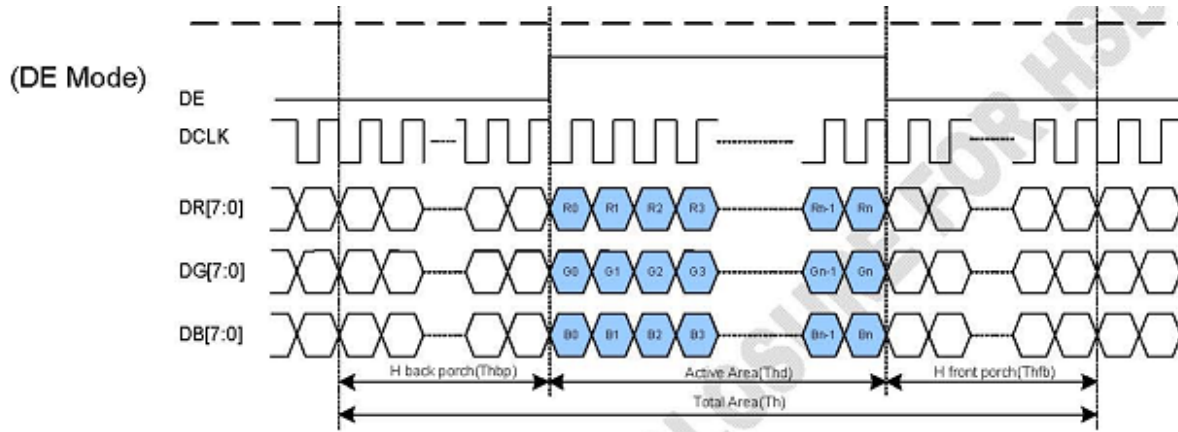 (DE Mode)
DE
DCLK
DR[7:0] R0 R1 R2 R3 Rn-1 Rn
DG[7:0] G0 G1 G2 G3 Gn-1 Gn
DB[7:0] B0 B1 B2 B3 Bn-1 Bn
H back porch(Thbp) Active Area(Thd) H front porch(Thfb)
Total Area(Th)
FOR